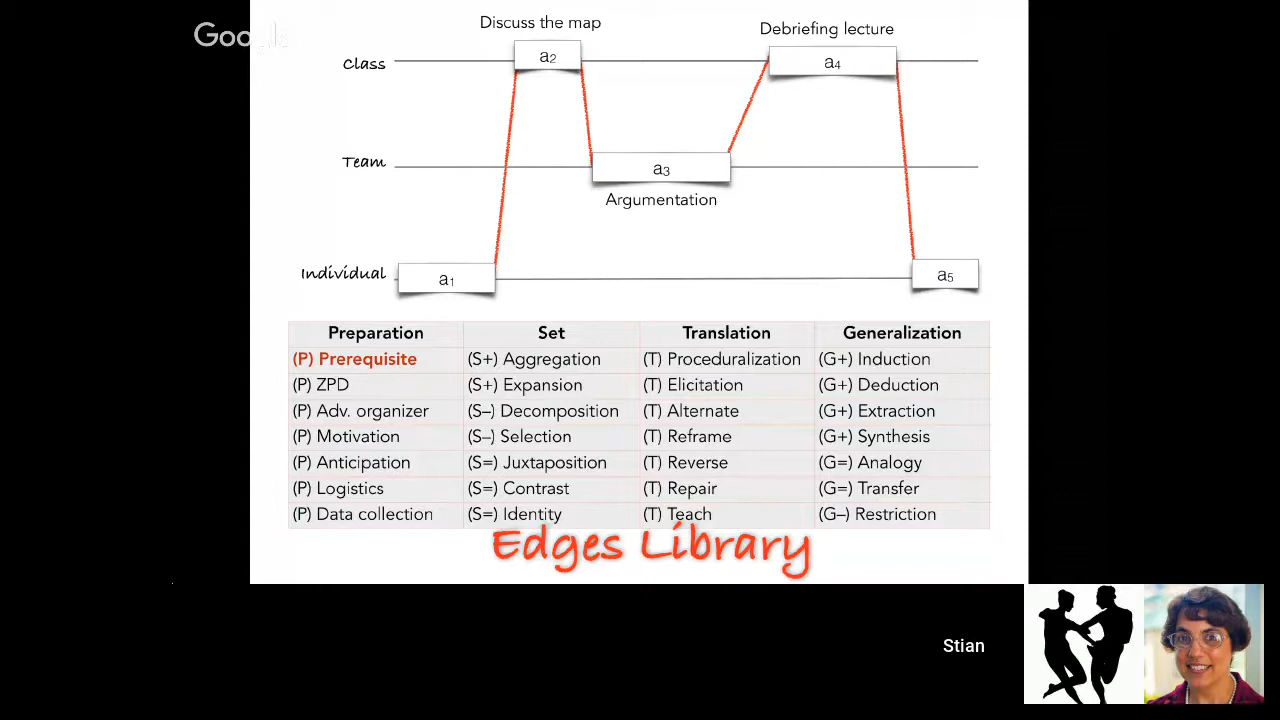 Google
Discuss the map
Debriefing lecture
Class
a2
a4
Team
a3
Argumentation
Individual
a1
a5
Preparation Set Translation Generalization
(P) Prerequisite (S+) Aggregation (T) Proceduralization (G+) Induction
(P) ZPD (S+) Expansion (T) Elicitation (G+) Deduction
(P) Adv. organizer (S–) Decomposition (T) Alternate (G+) Extraction
(P) Motivation (S–) Selection (T) Reframe (G+) Synthesis
(P) Anticipation (S=) Juxtaposition (T) Reverse (G=) Analogy
(P) Logistics (S=) Contrast (T) Repair (G=) Transfer
(P) Data collection (S=) Identity (T) Teach (G–) Restriction
Edges Library
Stian